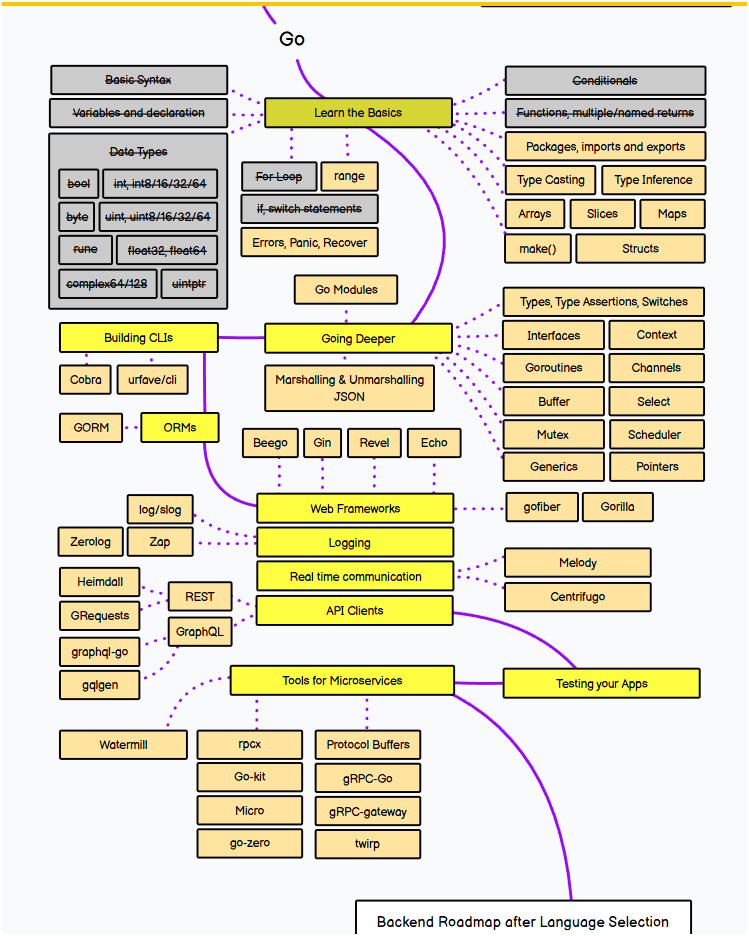 Go
Basic Syntax
Variables and declaration
Data Types
bool
int, int8/16/32/64
byte
uint, uint8/16/32/64
rune
float32, float64
complex64/128
uintptr
Learn the Basics
For Loop
range
if, switch statements
Errors, Panic, Recover
Conditionals
Functions, multiple/named returns
Packages, imports and exports
Type Casting
Type Inference
Arrays
Slices
Maps
make()
Structs
Go Modules
Building CLIs
Going Deeper
Cobra
urfave/cli
Marshalling & Unmarshalling
JSON
Types, Type Assertions, Switches
Interfaces
Context
Goroutines
Channels
Buffer
Select
Mutex
Scheduler
Generics
Pointers
GORM
ORMs
Beego
Gin
Revel
Echo
Web Frameworks
gofiber
Gorilla
log/slog
Zerolog
Zap
Logging
Real time communication
Melody
Centrifugo
Heimdall
GRequests
REST
graphql-go
GraphQL
gqlgen
API Clients
Tools for Microservices
Testing your Apps
Watermill
rpcx
Go-kit
Micro
go-zero
Protocol Buffers
gRPC-Go
gRPC-gateway
twirp
Backend Roadmap after Language Selection